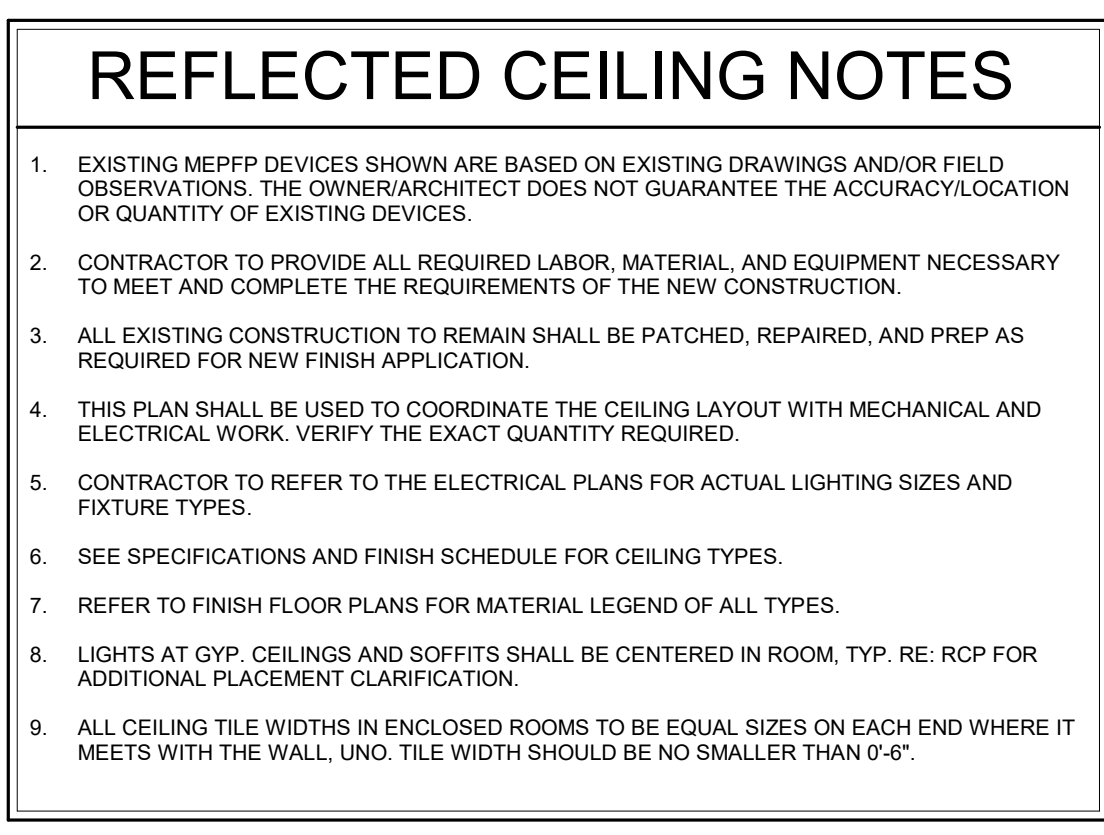 REFLECTED CEILING NOTES
1. EXISTING MEPFP DEVICES SHOWN ARE BASED ON EXISTING DRAWINGS AND/OR FIELD
OBSERVATIONS. THE OWNER/ARCHITECT DOES NOT GUARANTEE THE ACCURACY/LOCATION
OR QUANTITY OF EXISTING DEVICES.
2. CONTRACTOR TO PROVIDE ALL REQUIRED LABOR, MATERIAL, AND EQUIPMENT NECESSARY
TO MEET AND COMPLETE THE REQUIREMENTS OF THE NEW CONSTRUCTION.
3. ALL EXISTING CONSTRUCTION TO REMAIN SHALL BE PATCHED, REPAIRED, AND PREP AS
REQUIRED FOR NEW FINISH APPLICATION.
4. THIS PLAN SHALL BE USED TO COORDINATE THE CEILING LAYOUT WITH MECHANICAL AND
ELECTRICAL WORK. VERIFY THE EXACT QUANTITY REQUIRED.
5. CONTRACTOR TO REFER TO THE ELECTRICAL PLANS FOR ACTUAL LIGHTING SIZES AND
FIXTURE TYPES.
6. SEE SPECIFICATIONS AND FINISH SCHEDULE FOR CEILING TYPES.
7. REFER TO FINISH FLOOR PLANS FOR MATERIAL LEGEND OF ALL TYPES.
8. LIGHTS AT GYP. CEILINGS AND SOFFITS SHALL BE CENTERED IN ROOM, TYP. RE: RCP FOR
ADDITIONAL PLACEMENT CLARIFICATION.
9. ALL CEILING TILE WIDTHS IN ENCLOSED ROOMS TO BE EQUAL SIZES ON EACH END WHERE IT
MEETS WITH THE WALL, UNO. TILE WIDTH SHOULD BE NO SMALLER THAN 0'-6".